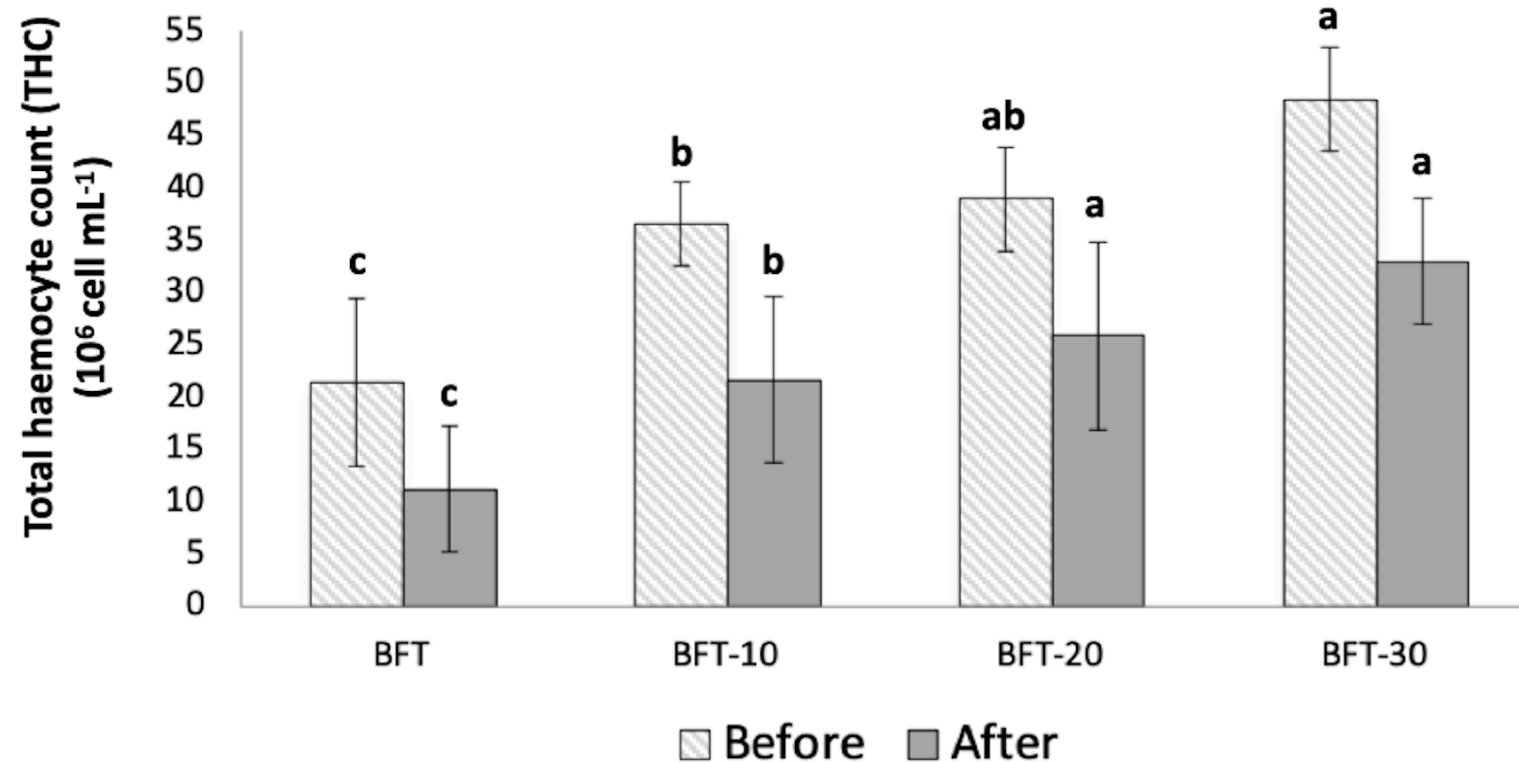 Total haemocyte count (THC)
(10⁶ cell mL⁻¹)
55
50
45
40
35
30
25
20
15
10
5
0
c
c
b
b
ab
a
a
a
BFT
BFT-10
BFT-20
BFT-30
Before
After